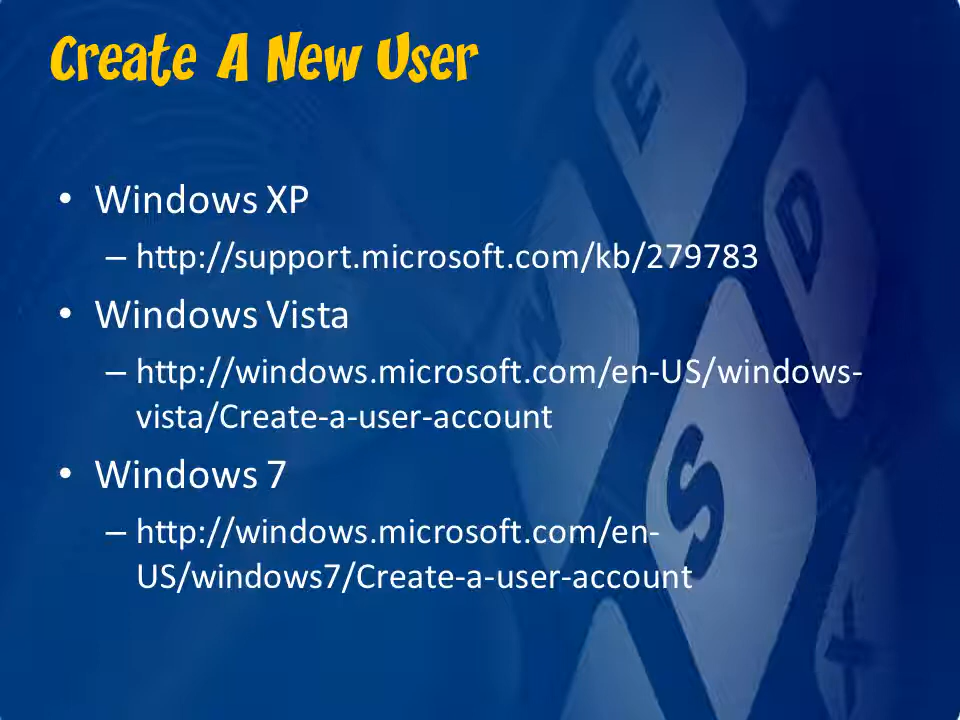 Create A New User
• Windows XP
– http://support.microsoft.com/kb/279783
• Windows Vista
– http://windows.microsoft.com/en-US/windows-
vista/Create-a-user-account
• Windows 7
– http://windows.microsoft.com/en-
US/windows7/Create-a-user-account
E
D
N
S